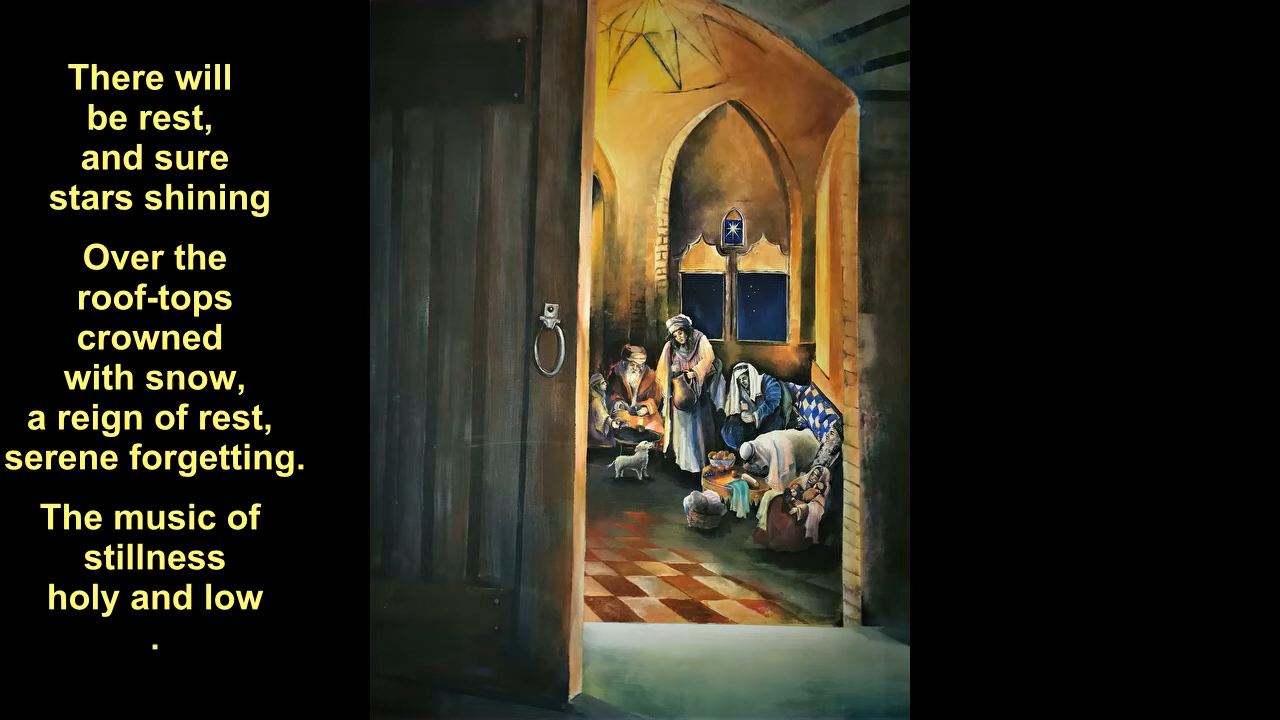 There will
be rest,
and sure
stars shining
Over the
roof-tops
crowned
with snow,
a reign of rest,
serene forgetting.
The music of
stillness
holy and low
.